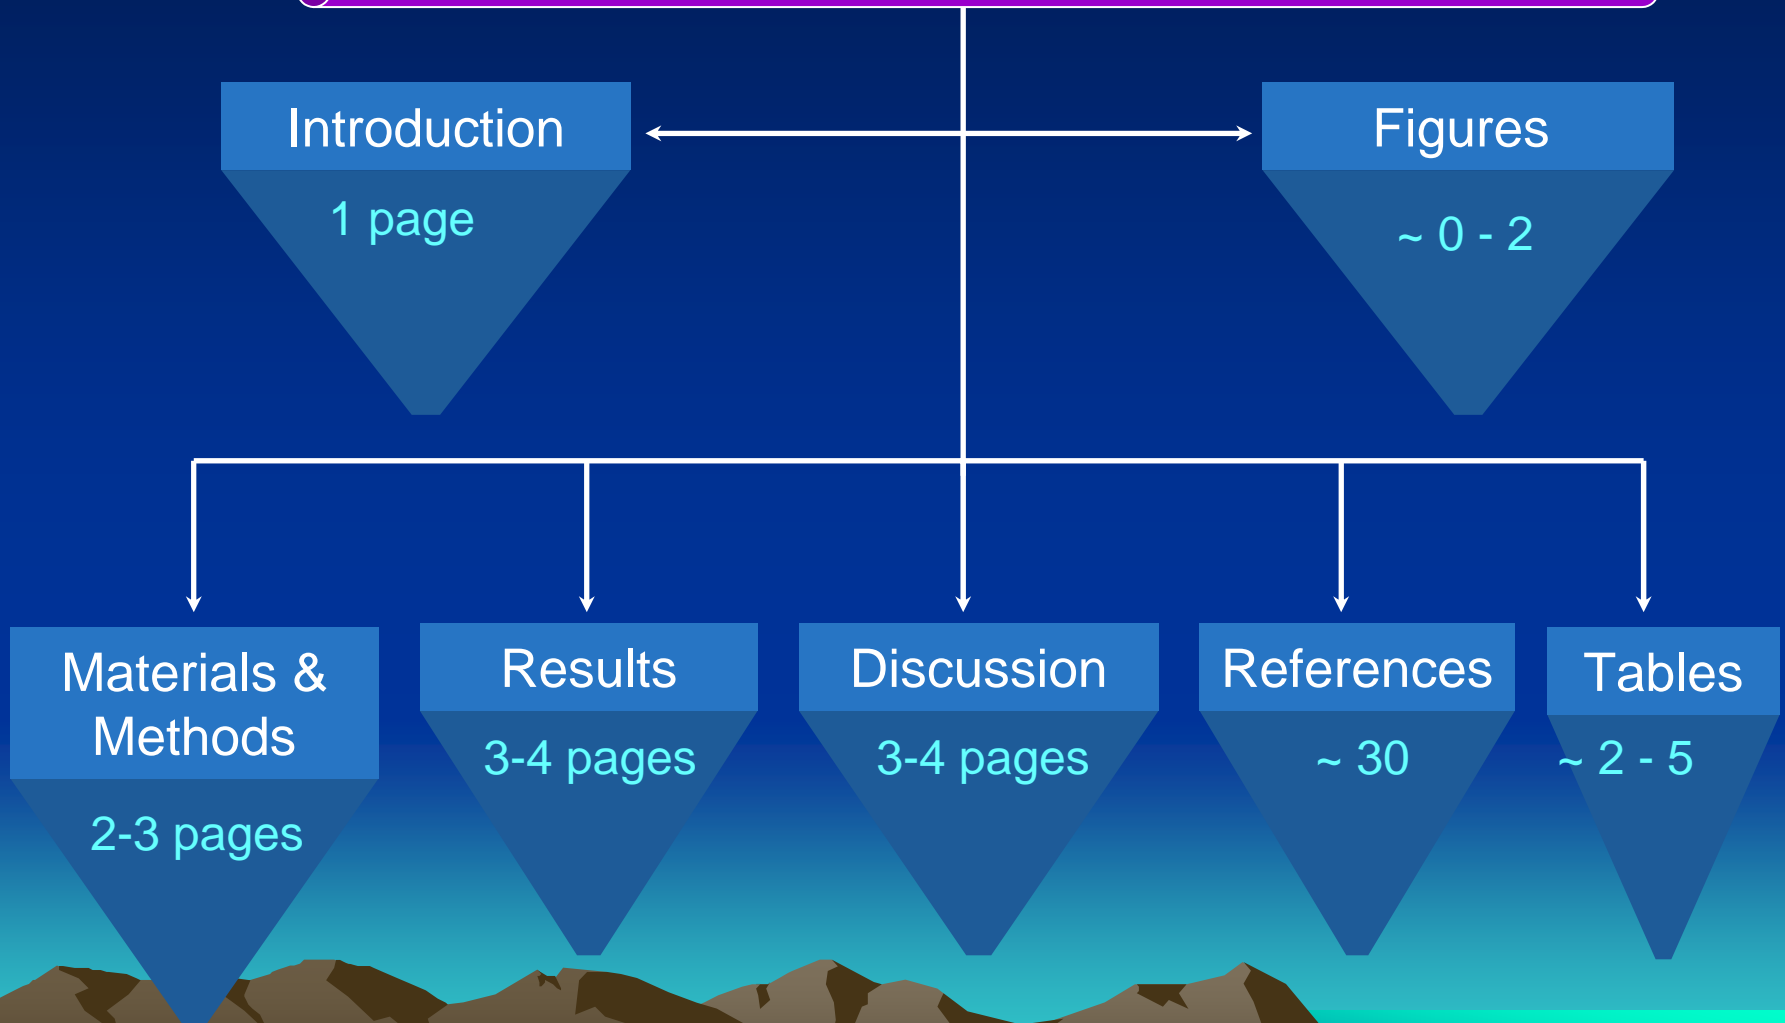 Introduction
1 page
Figures
~ 0 - 2
Materials &
Methods
2-3 pages
Results
3-4 pages
Discussion
3-4 pages
References
~ 30
Tables
~ 2 - 5